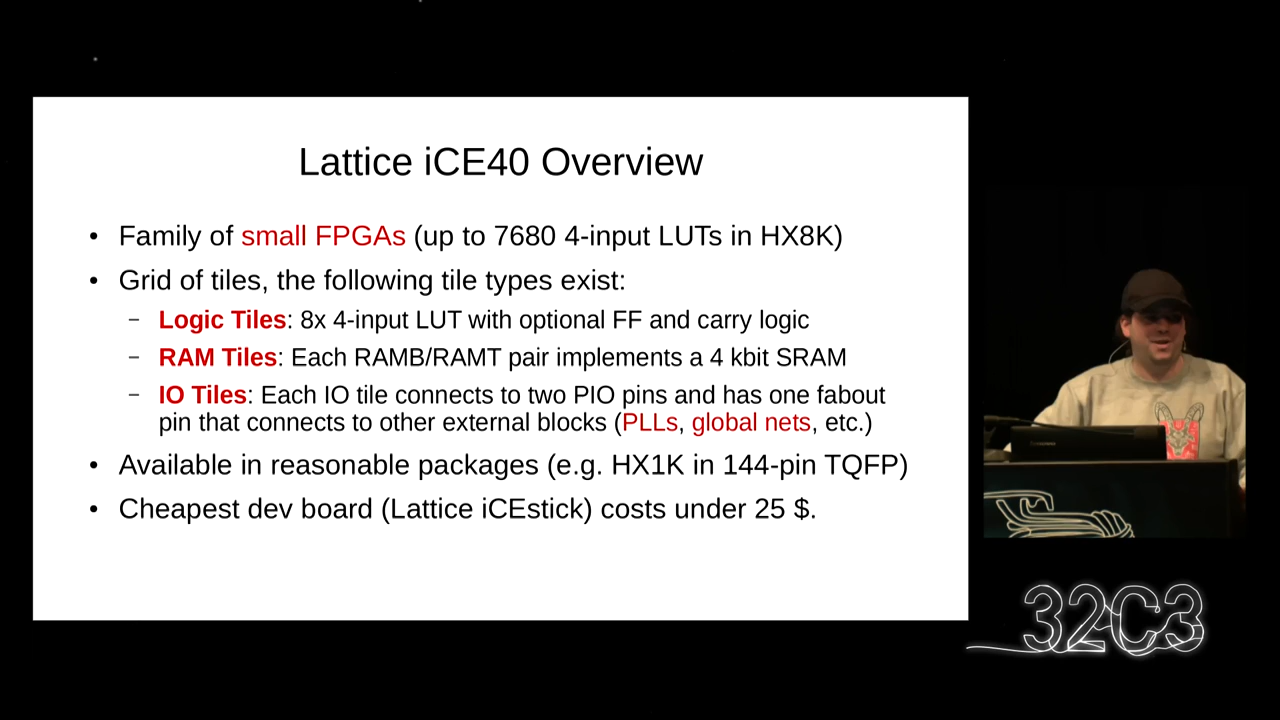 Lattice iCE40 Overview
• Family of small FPGAs (up to 7680 4-input LUTs in HX8K)
• Grid of tiles, the following tile types exist:
– Logic Tiles: 8x 4-input LUT with optional FF and carry logic
– RAM Tiles: Each RAMB/RAMT pair implements a 4 kbit SRAM
– IO Tiles: Each IO tile connects to two PIO pins and has one fabout
pin that connects to other external blocks (PLLs, global nets, etc.)
• Available in reasonable packages (e.g. HX1K in 144-pin TQFP)
• Cheapest dev board (Lattice iCEstick) costs under 25 $.
32C3